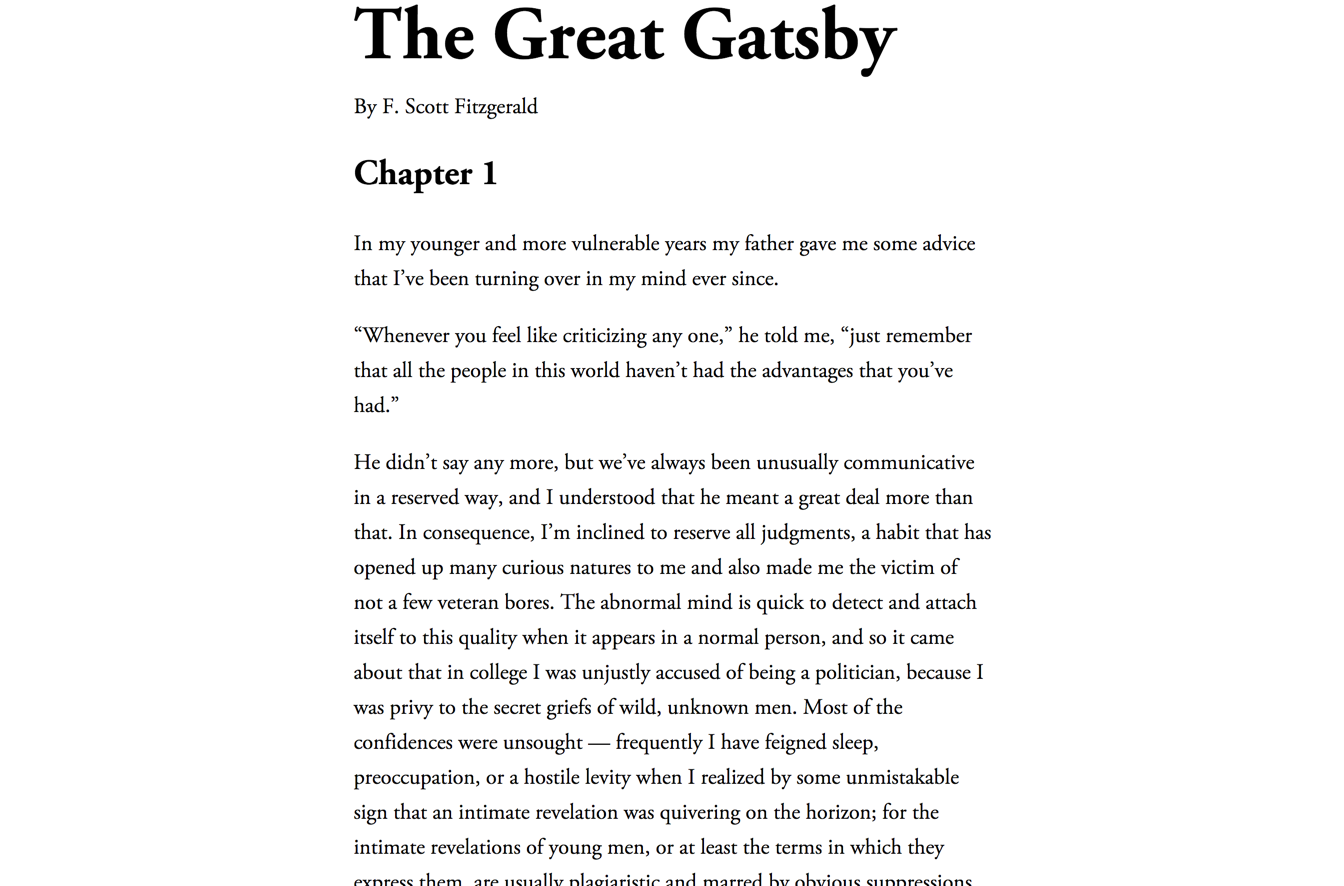 The Great Gatsby
By F. Scott Fitzgerald
Chapter 1
In my younger and more vulnerable years my father gave me some advice
that I’ve been turning over in my mind ever since.
“Whenever you feel like criticizing any one,” he told me, “just remember
that all the people in this world haven’t had the advantages that you’ve
had.”
He didn’t say any more, but we’ve always been unusually communicative
in a reserved way, and I understood that he meant a great deal more than
that. In consequence, I’m inclined to reserve all judgments, a habit that has
opened up many curious natures to me and also made me the victim of
not a few veteran bores. The abnormal mind is quick to detect and attach
itself to this quality when it appears in a normal person, and so it came
about that in college I was unjustly accused of being a politician, because I
was privy to the secret griefs of wild, unknown men. Most of the
confidences were unsought — frequently I have feigned sleep,
preoccupation, or a hostile levity when I realized by some unmistakable
sign that an intimate revelation was quivering on the horizon; for the
intimate revelations of young men, or at least the terms in which they
express them, are usually plagiaristic and marred by obvious suppressions.